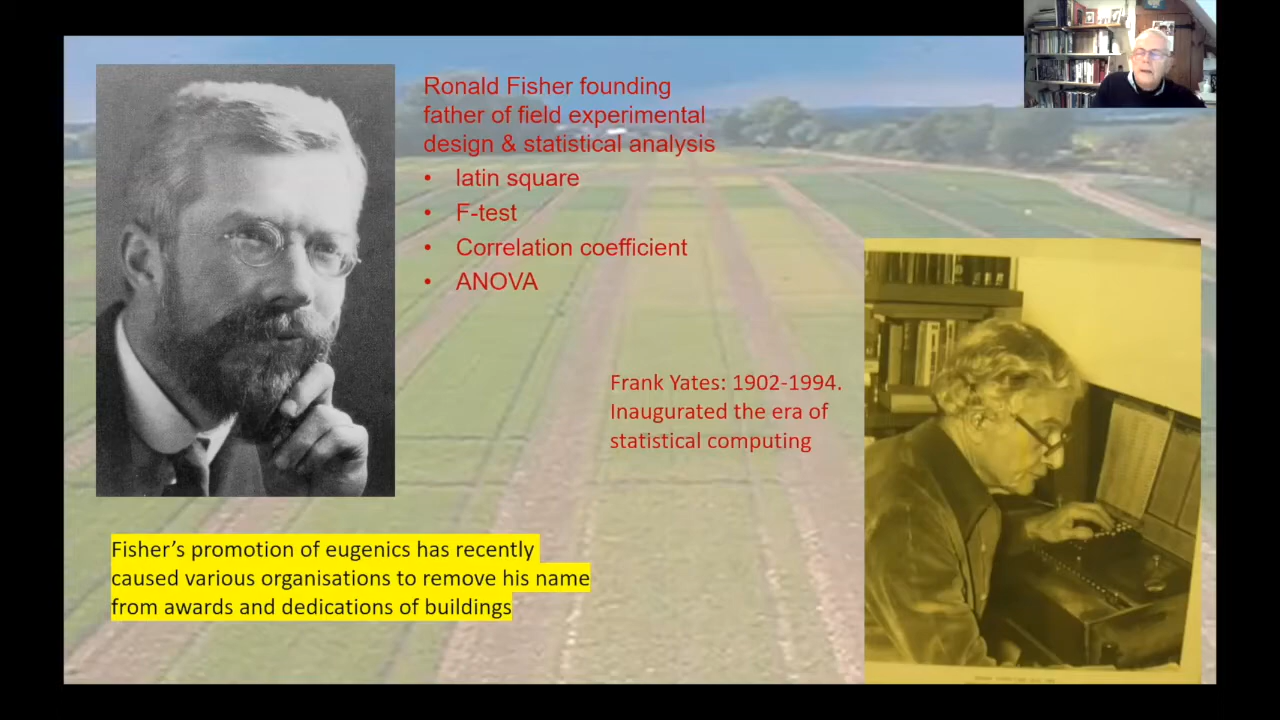 Ronald Fisher founding
father of field experimental
design & statistical analysis
• latin square
• F-test
• Correlation coefficient
• ANOVA
Frank Yates: 1902-1994.
Inaugurated the era of
statistical computing
Fisher’s promotion of eugenics has recently
caused various organisations to remove his name
from awards and dedications of buildings